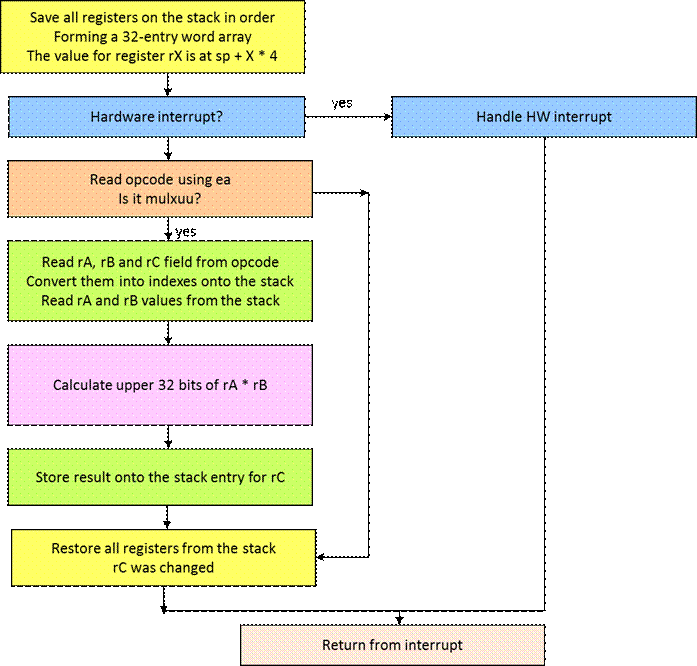 Save all registers on the stack in order
Forming a 32-entry word array
The value for register rX is at sp + X * 4
Hardware interrupt?
yes
Handle HW interrupt
Read opcode using ea
Is it mulxuu?
yes
Read rA, rB and rC field from opcode
Convert them into indexes onto the stack
Read rA and rB values from the stack
Calculate upper 32 bits of rA * rB
Store result onto the stack entry for rC
Restore all registers from the stack
rC was changed
Return from interrupt